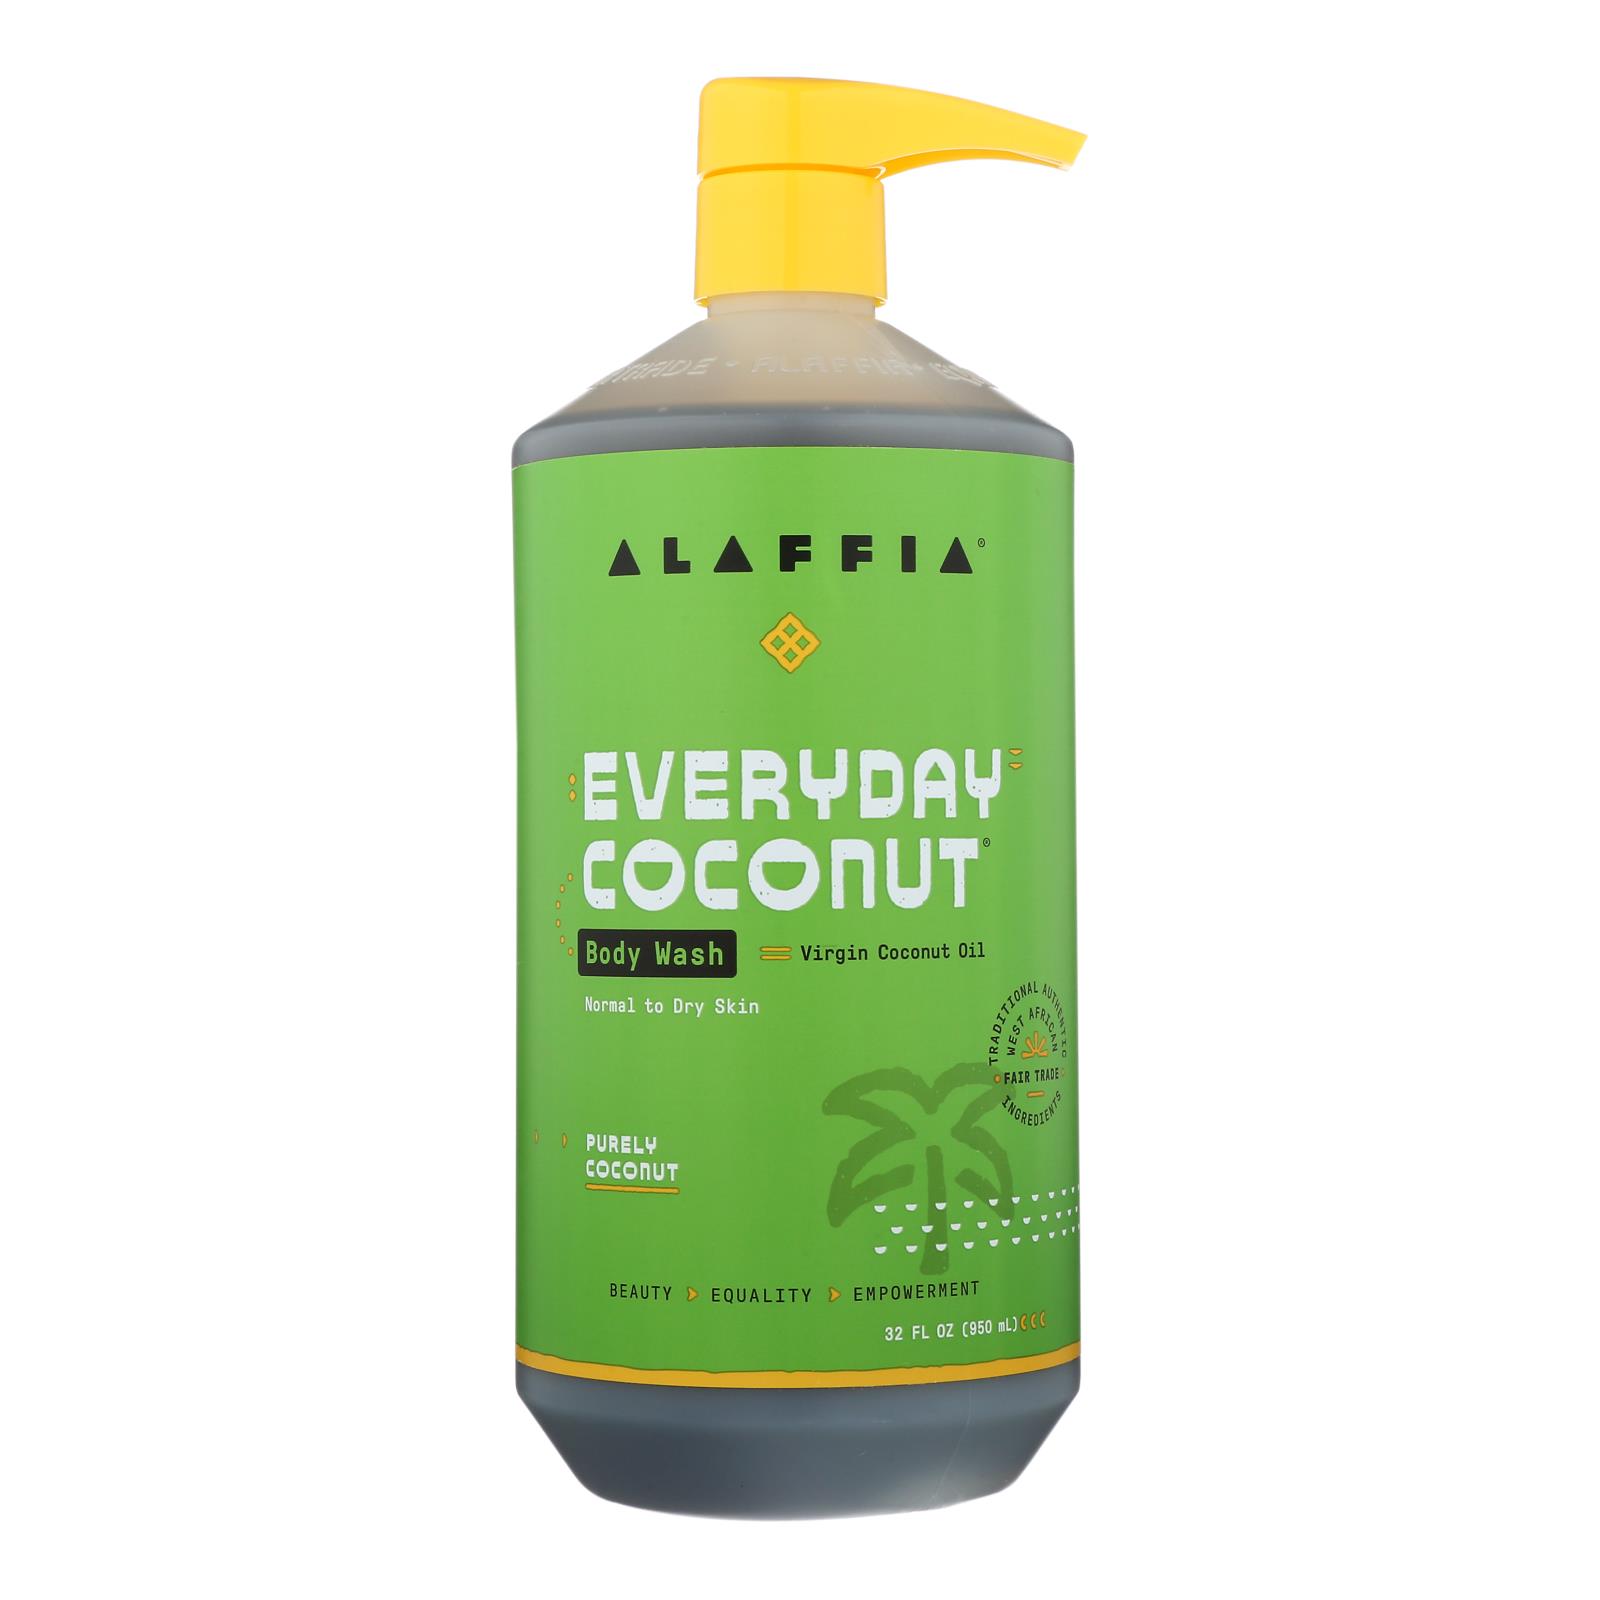 ALAFFIA®
EVERYDAY
COCONUT®
Body Wash
Virgin Coconut Oil
Normal to Dry Skin
TRADITIONAL AUTHENTIC
WEST AFRICAN
FAIR TRADE
INGREDIENTS
PURELY
COCONUT
BEAUTY EQUALITY EMPOWERMENT
32 FL OZ (950 mL)